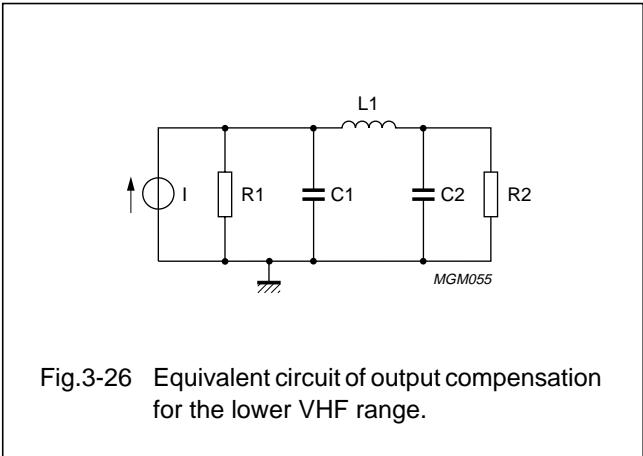 L1
I
R1
C1
C2
R2
MGM055
Fig.3-26 Equivalent circuit of output compensation
for the lower VHF range.